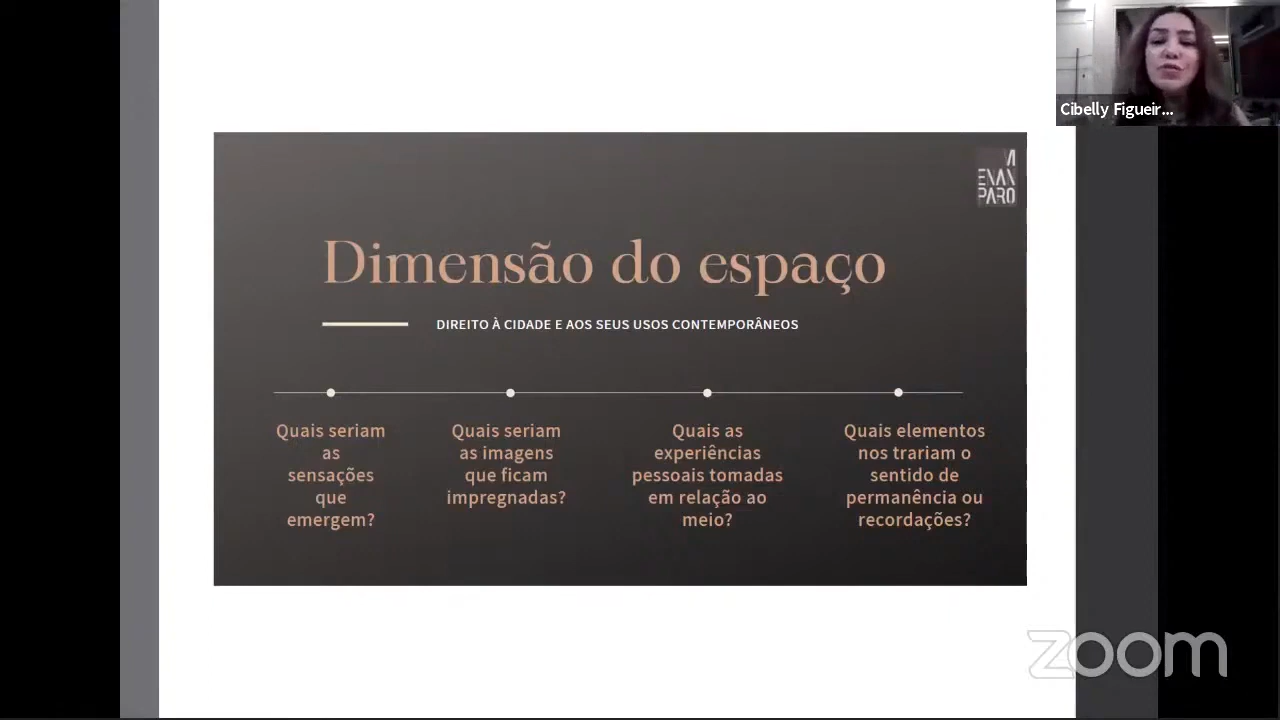 Cibelly Figueir...
M
ENAN
PARO
Dimensão do espaço
DIREITO À CIDADE E AOS SEUS USOS CONTEMPORÂNEOS
Quais seriam
as
sensações
que
emergem?
Quais seriam
as imagens
que ficam
impregnadas?
Quais as
experiências
pessoais tomadas
em relação ao
meio?
Quais elementos
nos trariam o
sentido de
permanência ou
recordações?
zoom